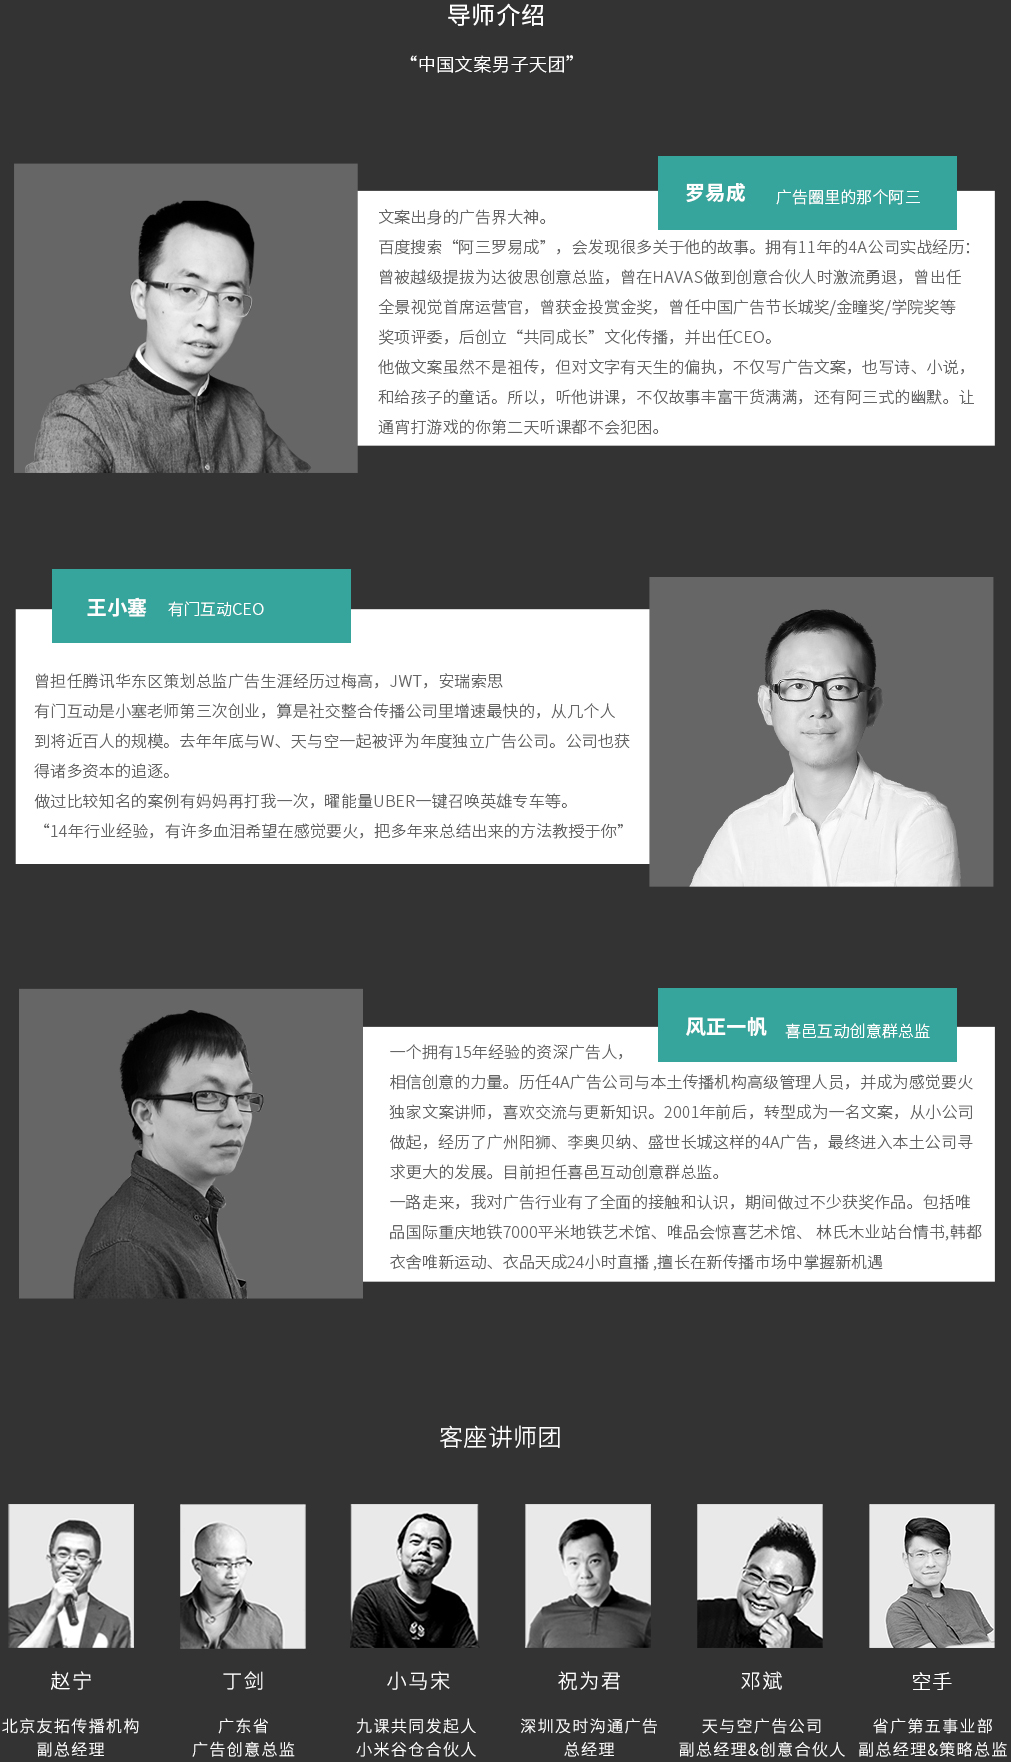 导师介绍
“中国文案男子天团”
罗易成 广告圈里的那个阿三
文案出身的广告界大神。
百度搜索“阿三罗易成”，会发现很多关于他的故事。拥有11年的4A公司实战经历：
曾被越级提拔为达彼思创意总监，曾在HAVAS做到创意合伙人时激流勇退，曾出任
全景视觉首席运营官，曾获金投赏金奖，曾任中国广告节长城奖/金瞳奖/学院奖等
奖项评委，后创立“共同成长”文化传播，并出任CEO。
他做文案虽然不是祖传，但对文字有天生的偏执，不仅写广告文案，也写诗、小说，
和给孩子的童话。所以，听他讲课，不仅故事丰富干货满满，还有阿三式的幽默。让
通宵打游戏的你第二天听课都不会犯困。
王小塞 有门互动CEO
曾担任腾讯华东区策划总监广告生涯经历过梅高，JWT，安瑞索思
有门互动是小塞老师第三次创业，算是社交整合传播公司里增速最快的，从几个人
到将近百人的规模。去年年底与W、天与空一起被评为年度独立广告公司。公司也获
得诸多资本的追逐。
做过比较知名的案例有妈妈再打我一次，曜能量UBER一键召唤英雄专车等。
“14年行业经验，有许多血泪希望在感觉要火，把多年来总结出来的方法教授于你”
风正一帆 喜邑互动创意群总监
一个拥有15年经验的资深广告人，
相信创意的力量。历任4A广告公司与本土传播机构高级管理人员，并成为感觉要火
独家文案讲师，喜欢交流与更新知识。2001年前后，转型成为一名文案，从小公司
做起，经历了广州阳狮、李奥贝纳、盛世长城这样的4A广告，最终进入本土公司寻
求更大的发展。目前担任喜邑互动创意群总监。
一路走来，我对广告行业有了全面的接触和认识，期间做过不少获奖作品。包括唯
品国际重庆地铁7000平米地铁艺术馆、唯品会惊喜艺术馆、 林氏木业站台情书,韩都
衣舍唯新运动、衣品天成24小时直播 ,擅长在新传播市场中掌握新机遇
客座讲师团
赵宁 丁剑 小马宋 祝为君 邓斌 空手
北京友拓传播机构 广东省 九课共同发起人 深圳及时沟通广告 天与空广告公司 省广第五事业部
副总经理 广告创意总监 小米谷仓合伙人 总经理 副总经理&创意合伙人 副总经理&策略总监